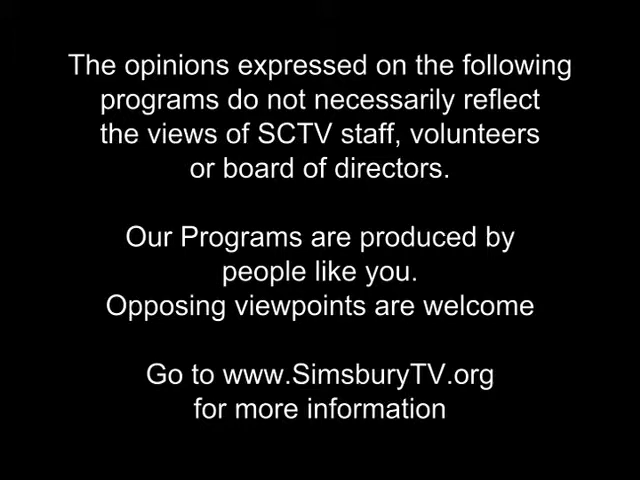 The opinions expressed on the following
programs do not necessarily reflect
the views of SCTV staff, volunteers
or board of directors.
Our Programs are produced by
people like you.
Opposing viewpoints are welcome
Go to www.SimsburyTV.org
for more information